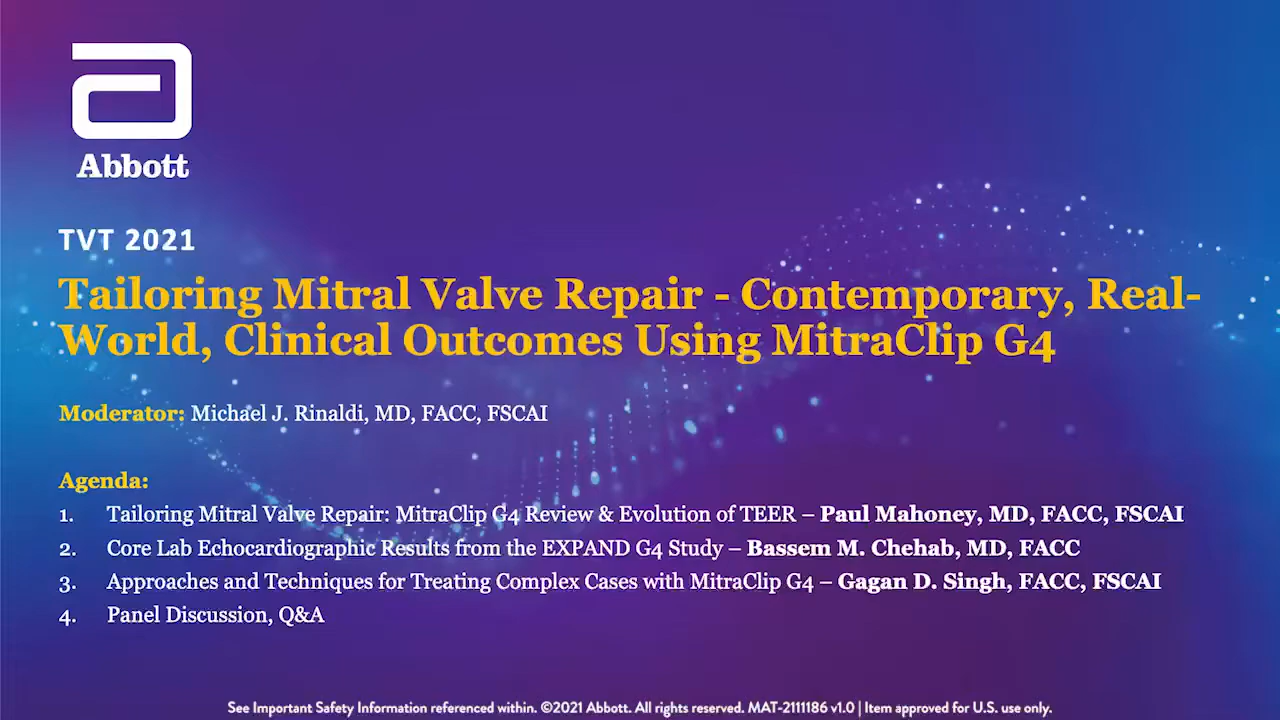 Abbott
TVT 2021
Tailoring Mitral Valve Repair - Contemporary, Real-
World, Clinical Outcomes Using MitraClip G4
Moderator: Michael J. Rinaldi, MD, FACC, FSCAI
Agenda:
1. Tailoring Mitral Valve Repair: MitraClip G4 Review & Evolution of TEER – Paul Mahoney, MD, FACC, FSCAI
2. Core Lab Echocardiographic Results from the EXPAND G4 Study – Bassem M. Chehab, MD, FACC
3. Approaches and Techniques for Treating Complex Cases with MitraClip G4 – Gagan D. Singh, FACC, FSCAI
4. Panel Discussion, Q&A
See Important Safety Information referenced within. ©2021 Abbott. All rights reserved. MAT-2111186 v1.0 | Item approved for U.S. use only.